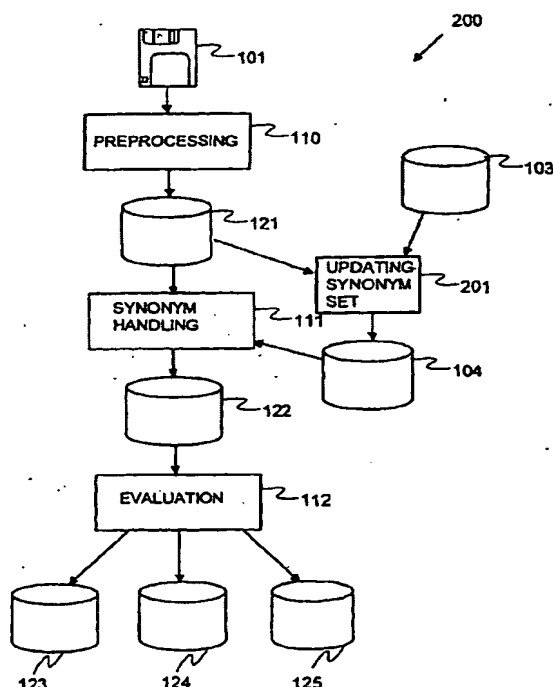 200
101
PREPROCESSING
110
103
121
UPDATING
SYNONYM
SET
201
SYNONYM
HANDLING
111
104
122
EVALUATION
112
123
124
125